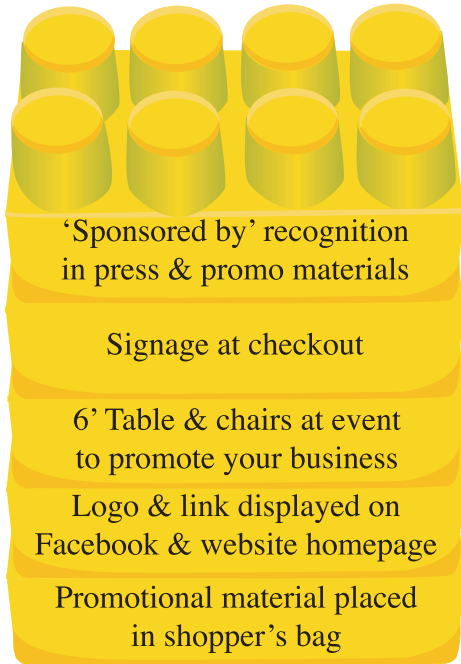 ‘Sponsored by’ recognition
in press & promo materials
Signage at checkout
6’ Table & chairs at event
to promote your business
Logo & link displayed on
Facebook & website homepage
Promotional material placed
in shopper’s bag